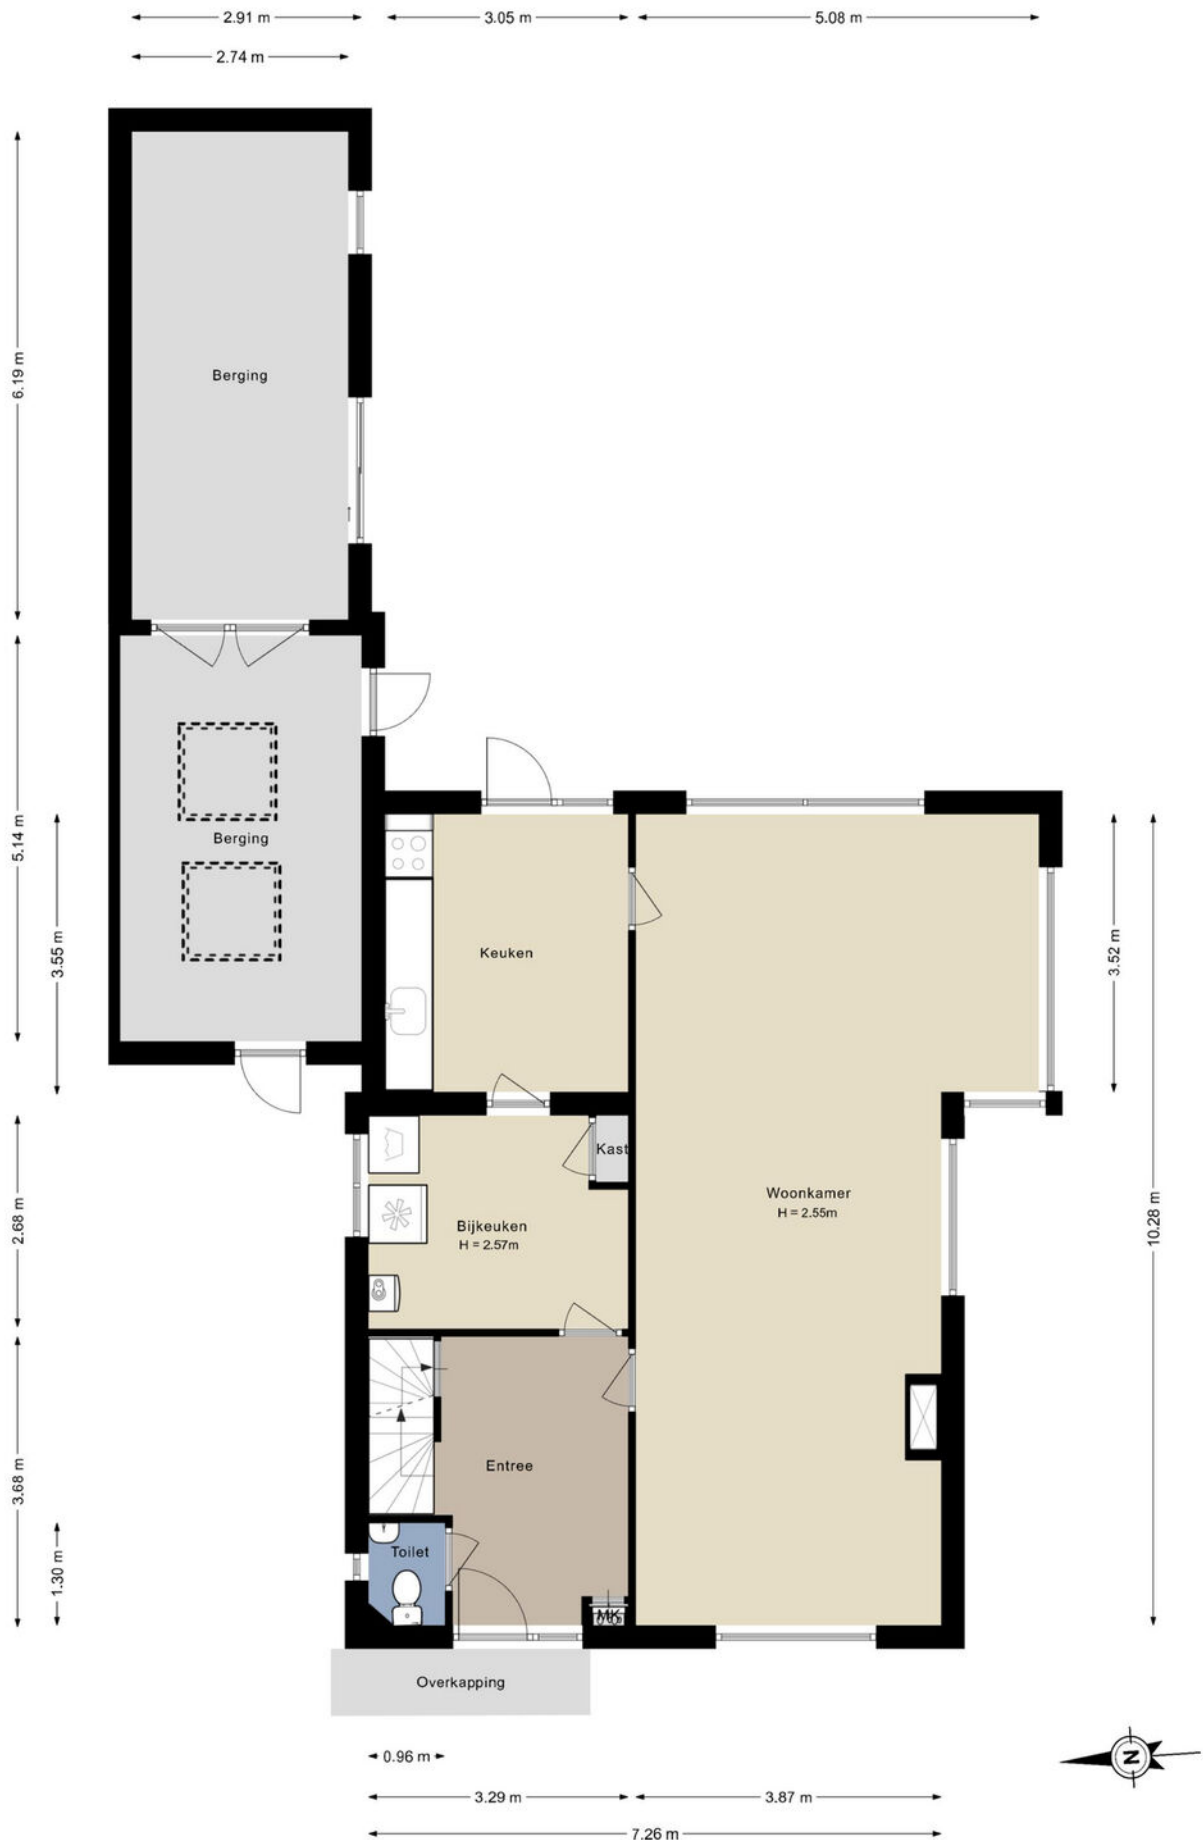 2.91 m
3.05 m
5.08 m
2.74 m
6.19 m
Berging
5.14 m
Berging
3.55 m
Keuken
3.52 m
10.28 m
Kast
2.68 m
Bijkeuken
H = 2.57m
Woonkamer
H = 2.55m
3.68 m
Entree
1.30 m
Toilet
MK
Overkapping
N
0.96 m
3.29 m
3.87 m
7.26 m